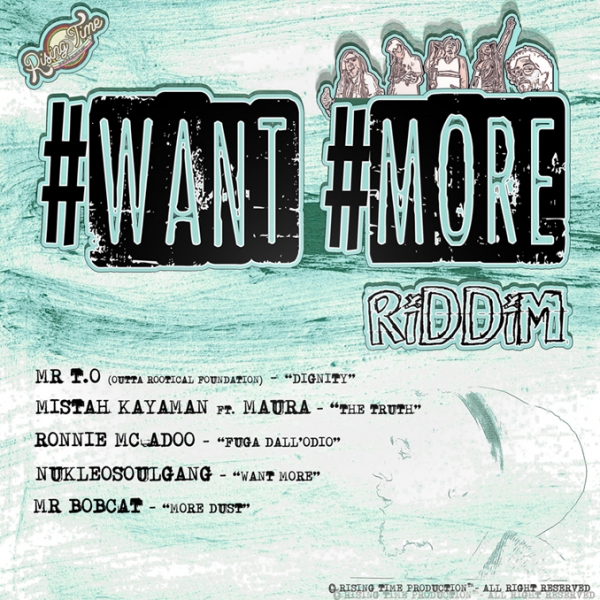 Rising Time
#WANT #MORE
RiDDiM
MR T.O (OUTTA ROOTICAL FOUNDATION) - "DIGNITY"
MISTAH KAYAMAN FT. MAURA - "THE TRUTH"
RONNIE MC ADOO - "FUGA DALL'ODIO"
NUKLEOSOULGANG - "WANT MORE"
MR BOBCAT - "MORE DUST"
© RISING TIME PRODUCTION™ - ALL RIGHT RESERVED